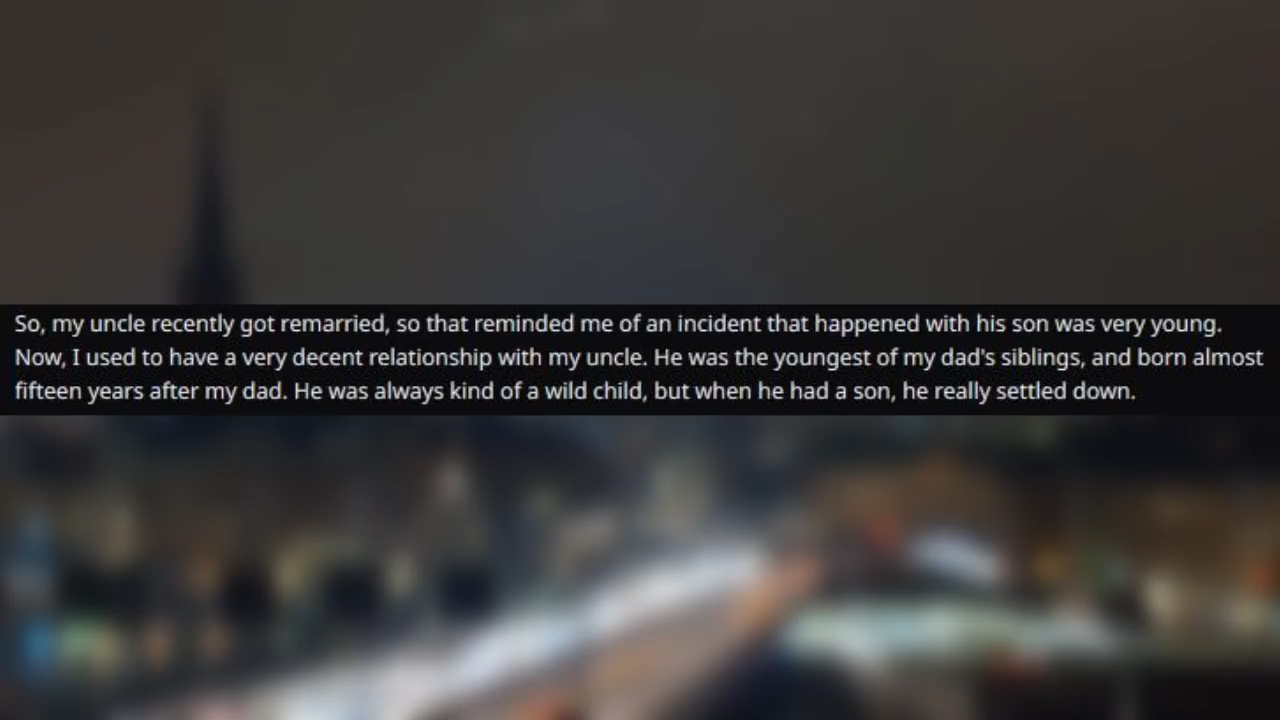 So, my uncle recently got remarried, so that reminded me of an incident that happened with his son was very young.
Now, I used to have a very decent relationship with my uncle. He was the youngest of my dad's siblings, and born almost
fifteen years after my dad. He was always kind of a wild child, but when he had a son, he really settled down.